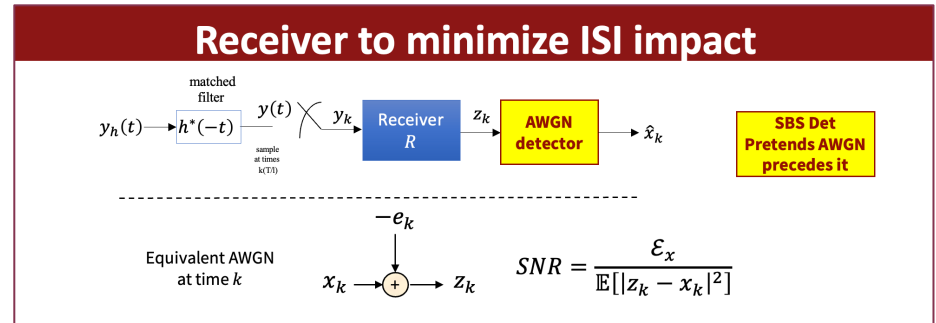 Receiver to minimize ISI impact
matched
filter
y_h(t)
h*(−t)
y(t)
sample
at times
k(T/l)
y_k
Receiver
R
z_k
AWGN
detector
x̂_k
SBS Det
Pretends AWGN
precedes it
Equivalent AWGN
at time k
−e_k
x_k
+
z_k
SNR = ℰ_x / 𝔼[|z_k − x_k|²]